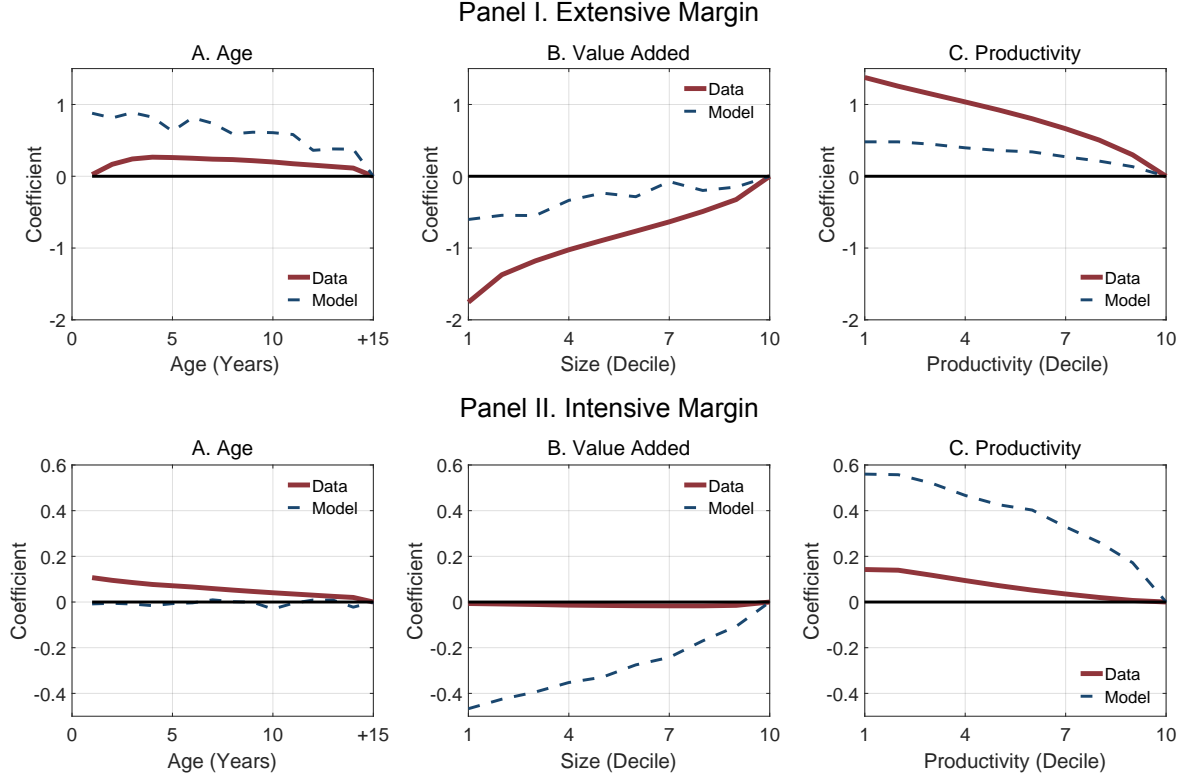 Panel I. Extensive Margin
A. Age
Coefficient
1
0
-1
-2
Data
Model
0
5
10
+15
Age (Years)
B. Value Added
Coefficient
1
0
-1
-2
Data
Model
1
4
7
10
Size (Decile)
C. Productivity
Coefficient
1
0
-1
-2
Data
Model
1
4
7
10
Productivity (Decile)
Panel II. Intensive Margin
A. Age
Coefficient
0.6
0.4
0.2
0
-0.2
-0.4
Data
Model
0
5
10
+15
Age (Years)
B. Value Added
Coefficient
0.6
0.4
0.2
0
-0.2
-0.4
Data
Model
1
4
7
10
Size (Decile)
C. Productivity
Coefficient
0.6
0.4
0.2
0
-0.2
-0.4
Data
Model
1
4
7
10
Productivity (Decile)